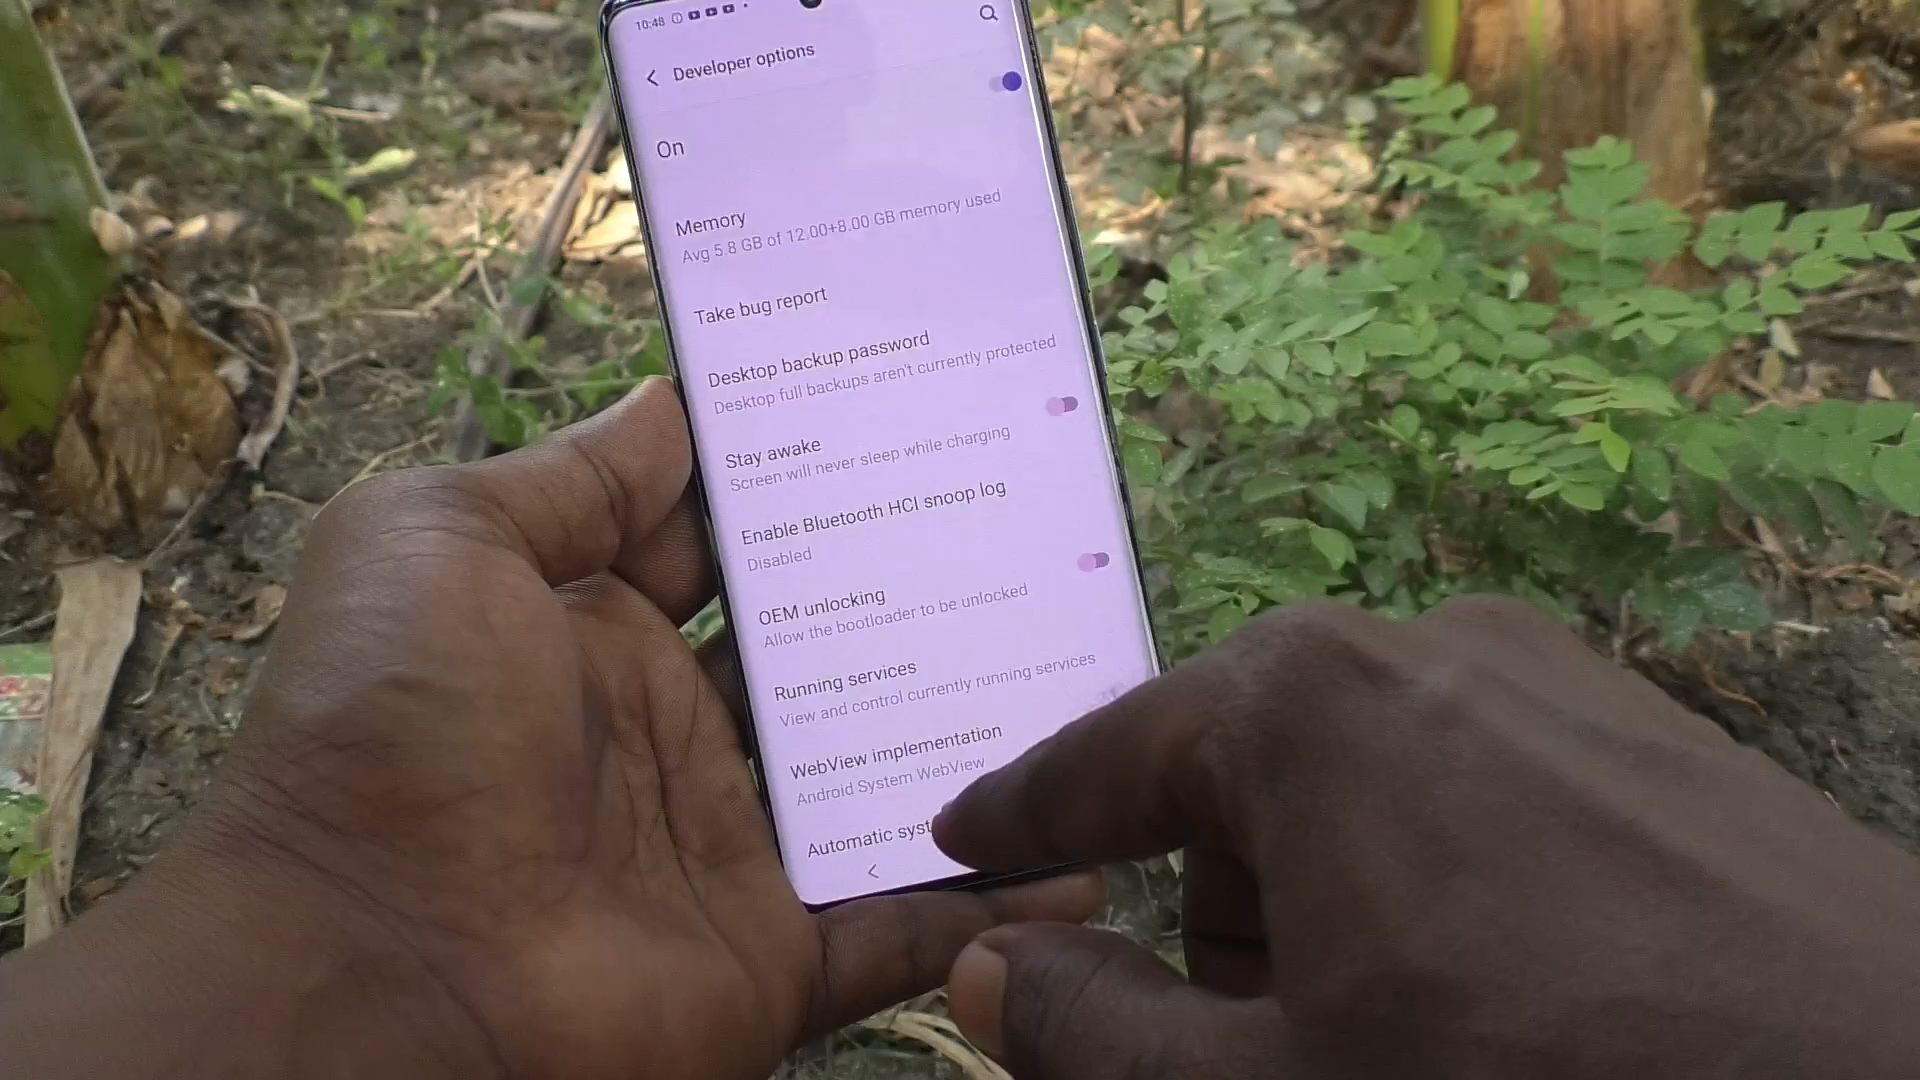 10:48
Developer options
On
Memory
Avg 5.8 GB of 12.00+8.00 GB memory used
Take bug report
Desktop backup password
Desktop full backups aren't currently protected
Stay awake
Screen will never sleep while charging
Enable Bluetooth HCI snoop log
Disabled
OEM unlocking
Allow the bootloader to be unlocked
Running services
View and control currently running services
WebView implementation
Android System WebView
Automatic syst